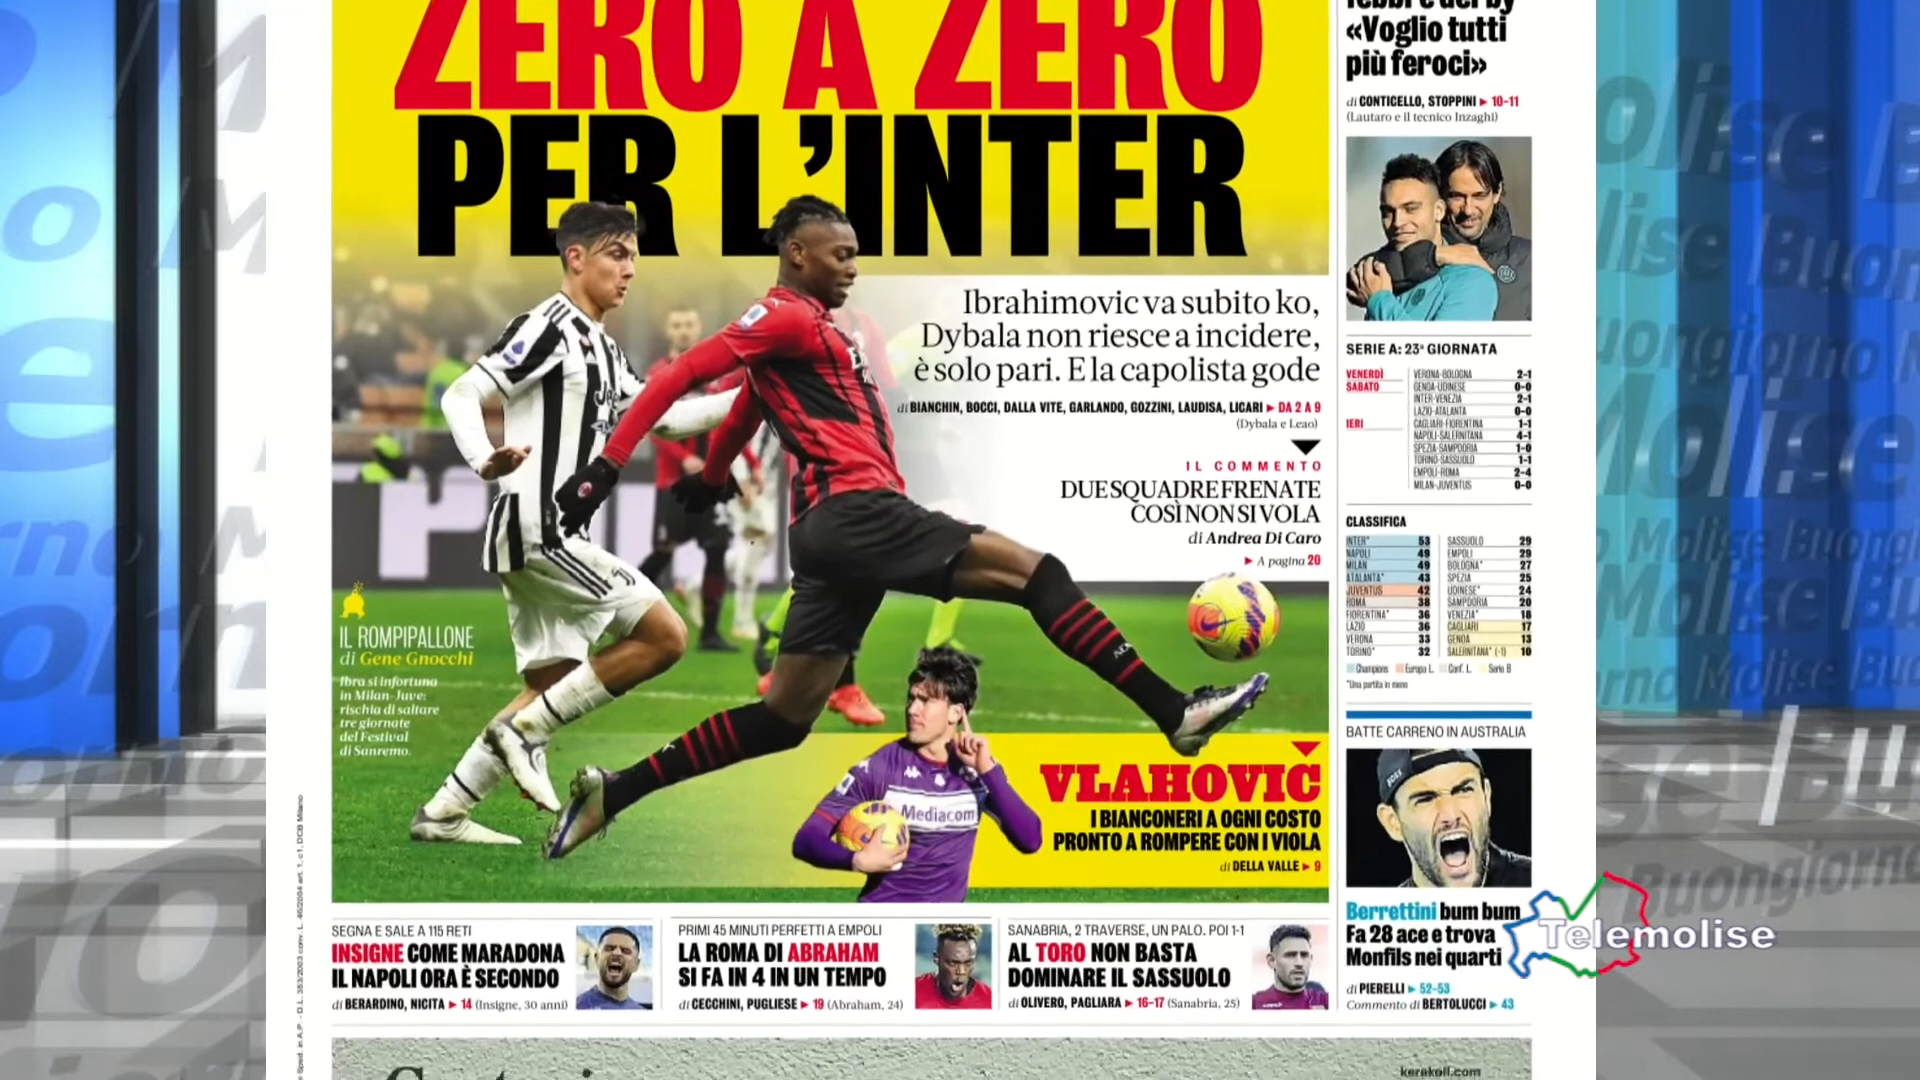 ZERO A ZERO
PER L'INTER
Ibrahimovic va subito ko,
Dybala non riesce a incidere,
è solo pari. E la capolista gode
di BIANCHIN, BOCCI, DALLA VITE, GARLANDO, GOZZINI, LAUDISA, LICARI ► DA 2 A 9
(Dybala e Leao)
IL COMMENTO
DUE SQUADRE FRENATE
COSÌ NON SI VOLA
di Andrea Di Caro
► A pagina 20
IL ROMPIPALLONE
di Gene Gnocchi
Ibra si infortuna
in Milan-Juve:
rischia di saltare
tre giornate
del Festival
di Sanremo.
Mediacom
VLAHOVIC
I BIANCONERI A OGNI COSTO
PRONTO A ROMPERE CON I VIOLA
di DELLA VALLE ► 9
SEGNA E SALE A 115 RETI
INSIGNE COME MARADONA
IL NAPOLI ORA È SECONDO
di BERARDINO, NICITA ► 14 (Insigne, 30 anni)
PRIMI 45 MINUTI PERFETTI A EMPOLI
LA ROMA DI ABRAHAM
SI FA IN 4 IN UN TEMPO
di CECCHINI, PUGLIESE ► 19 (Abraham, 24)
SANABRIA, 2 TRAVERSE, UN PALO. POI 1-1
AL TORO NON BASTA
DOMINARE IL SASSUOLO
di OLIVERO, PAGLIARA ► 16-17 (Sanabria, 25)
«Voglio tutti
più feroci»
di CONTICELLO, STOPPINI ► 10-11
(Lautaro e il tecnico Inzaghi)
SERIE A: 23ª GIORNATA
VENERDÌ VERONA-BOLOGNA 2-1
SABATO GENOA-UDINESE 0-0
INTER-VENEZIA 2-1
LAZIO-ATALANTA 0-0
IERI CAGLIARI-FIORENTINA 1-1
NAPOLI-SALERNITANA 4-1
SPEZIA-SAMPDORIA 1-0
TORINO-SASSUOLO 1-1
EMPOLI-ROMA 2-4
MILAN-JUVENTUS 0-0
CLASSIFICA
INTER* 53 SASSUOLO 29
NAPOLI 49 EMPOLI 29
MILAN 49 BOLOGNA* 27
ATALANTA* 43 SPEZIA 25
JUVENTUS 42 UDINESE* 24
ROMA 38 SAMPDORIA 20
FIORENTINA* 36 VENEZIA* 18
LAZIO 36 CAGLIARI 17
VERONA 33 GENOA 13
TORINO* 32 SALERNITANA* (-1) 10
Champions Europa L. Conf. L. Serie B
*Una partita in meno
BATTE CARRENO IN AUSTRALIA
BOSS
Berrettini bum bum
Fa 28 ace e trova
Monfils nei quarti
di PIERELLI ► 52-53
Commento di BERTOLUCCI ► 43
Telemolise
kerakoll.com
Buongiorno Molise